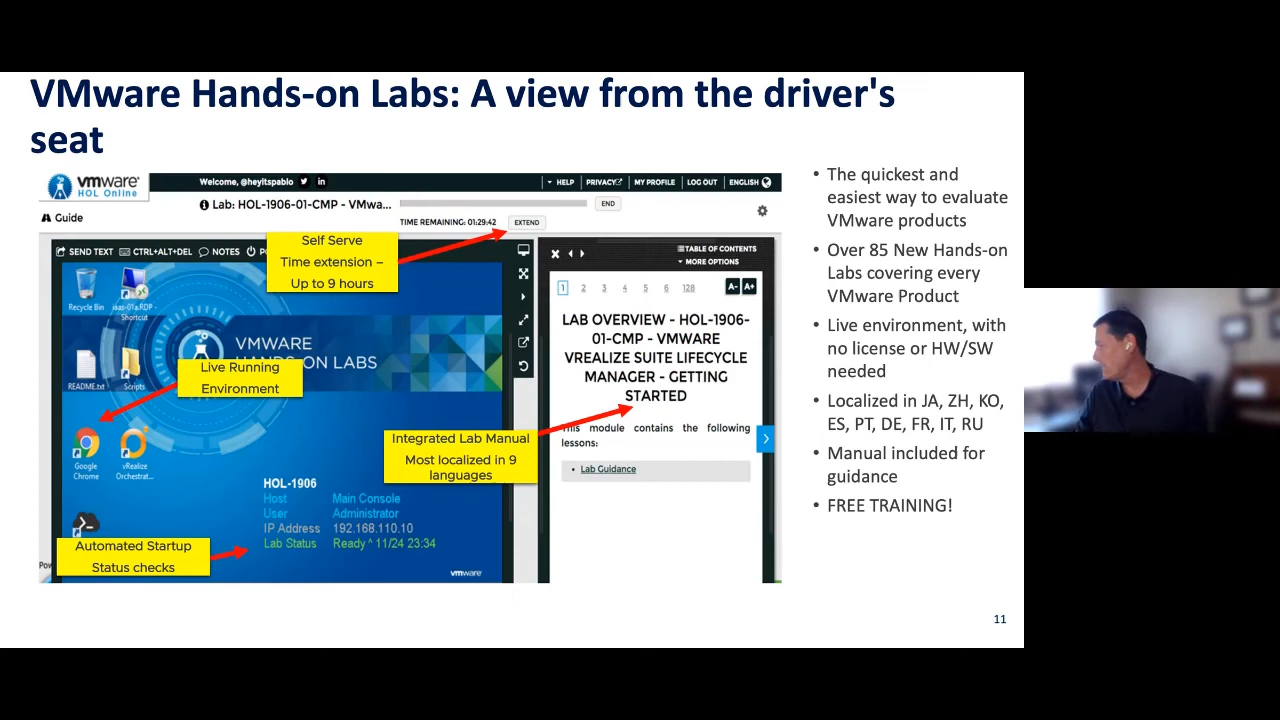 VMware Hands-on Labs: A view from the driver's
seat
vmware
HOL Online
Welcome, @heyitspablo
HELP
PRIVACY
MY PROFILE
LOG OUT
ENGLISH
Guide
Lab: HOL-1906-01-CMP - VMwa...
END
TIME REMAINING: 01:29:42
EXTEND
Self Serve
Time extension –
Up to 9 hours
SEND TEXT
CTRL+ALT+DEL
NOTES
TABLE OF CONTENTS
MORE OPTIONS
1 2 3 4 5 6 128
A- A+
Recycle Bin
Shortcut
VMWARE
HANDS-ON LABS
README.txt
Scripts
Live Running
Environment
Google
Chrome
vRealize
Orchestrat...
LAB OVERVIEW - HOL-1906-
01-CMP - VMWARE
VREALIZE SUITE LIFECYCLE
MANAGER - GETTING
STARTED
This module contains the following
lessons:
• Lab Guidance
Integrated Lab Manual
Most localized in 9
languages
HOL-1906
Host Main Console
User Administrator
IP Address 192.168.110.10
Lab Status Ready ^ 11/24 23:34
Automated Startup
Status checks
vmware
• The quickest and
easiest way to evaluate
VMware products
• Over 85 New Hands-on
Labs covering every
VMware Product
• Live environment, with
no license or HW/SW
needed
• Localized in JA, ZH, KO,
ES, PT, DE, FR, IT, RU
• Manual included for
guidance
• FREE TRAINING!
11